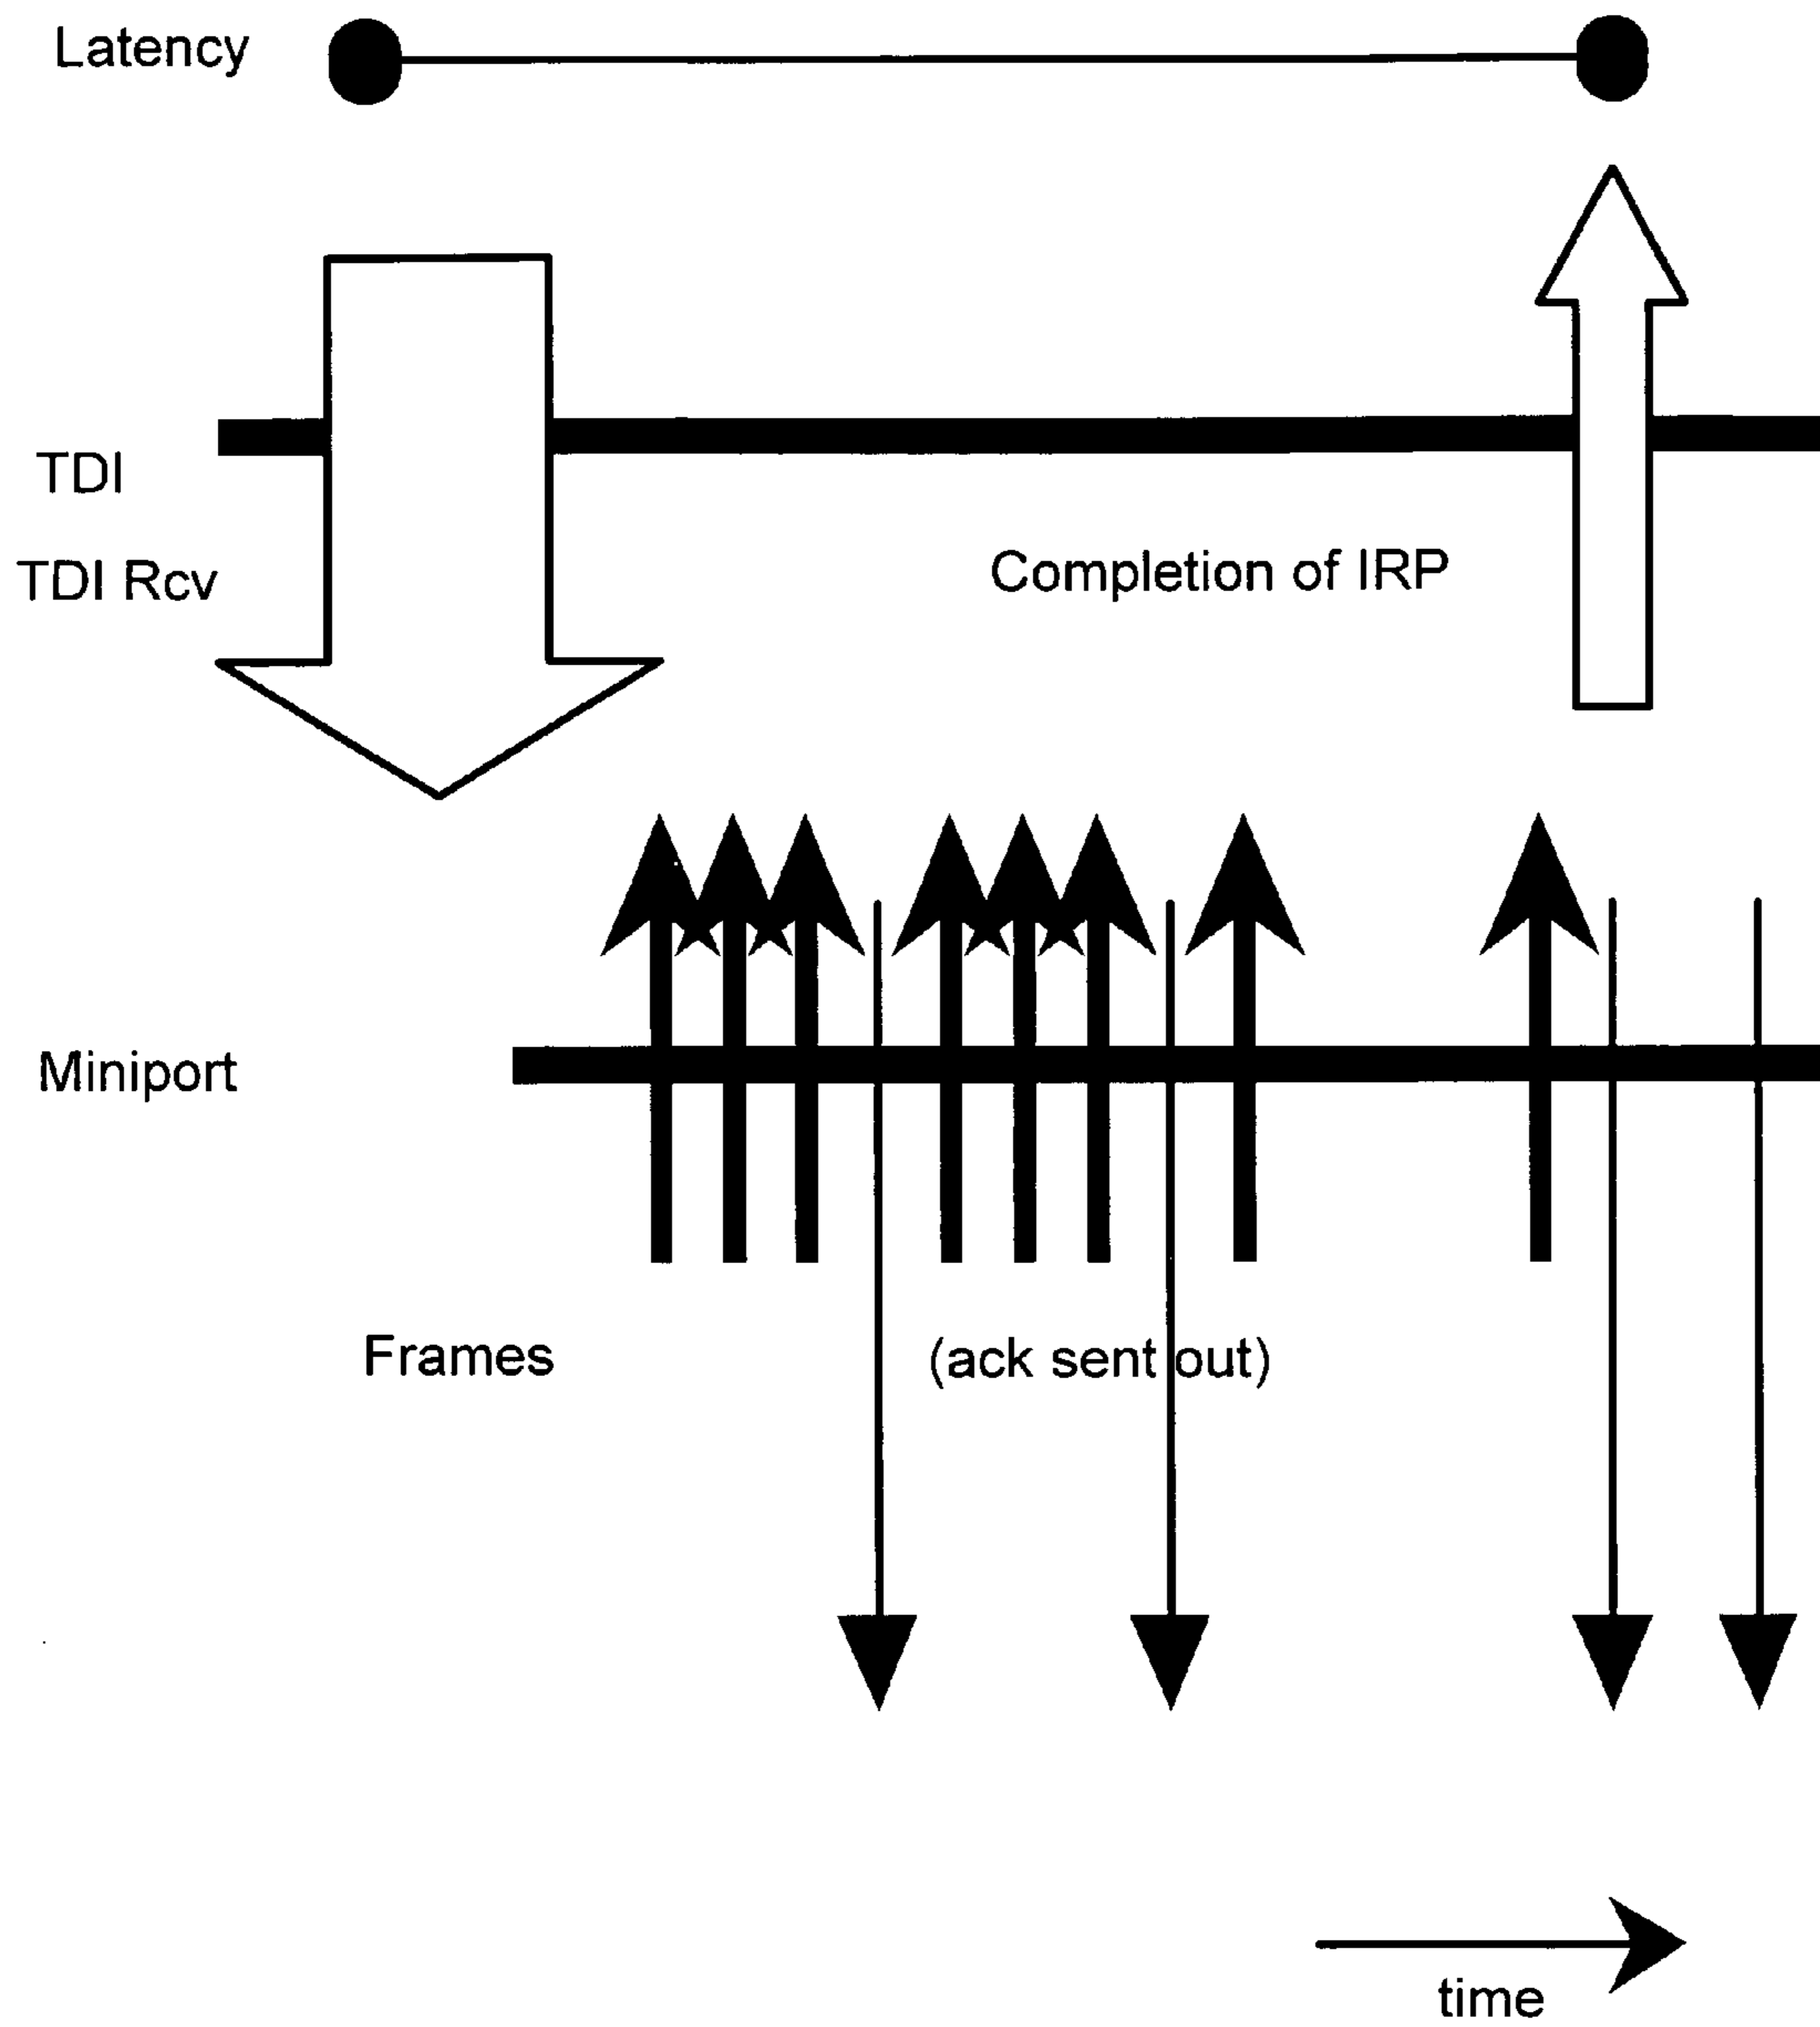 Latency
TDI
TDI Rcv
Completion of IRP
Miniport
Frames
(ack sent out)
time